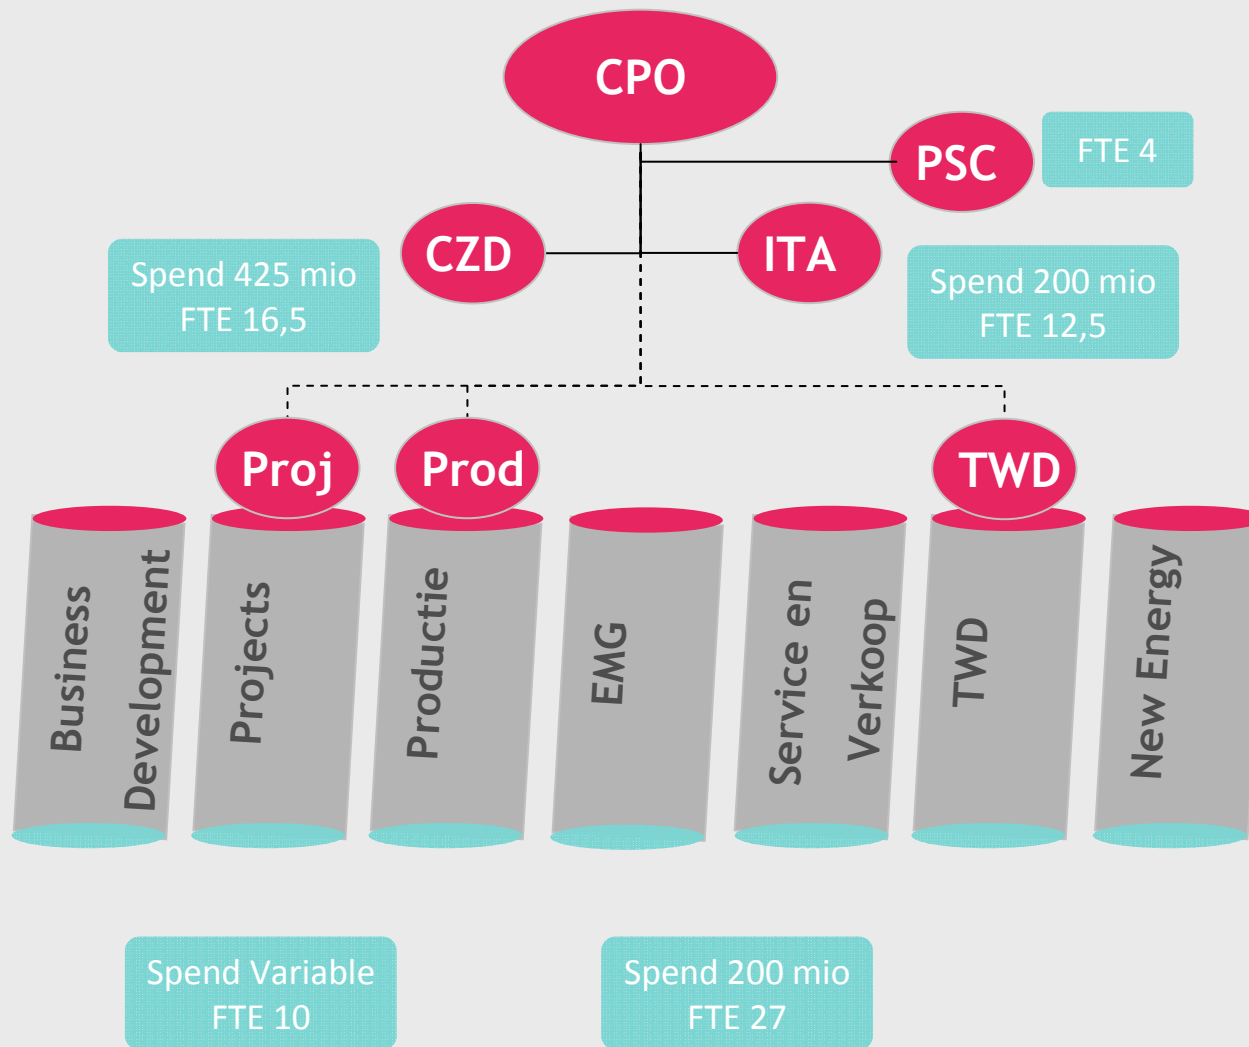 CPO
PSC
FTE 4
CZD
ITA
Spend 425 mio
FTE 16,5
Spend 200 mio
FTE 12,5
Proj
Prod
TWD
Business
Development
Projects
Productie
EMG
Service en
Verkoop
TWD
New Energy
Spend Variable
FTE 10
Spend 200 mio
FTE 27